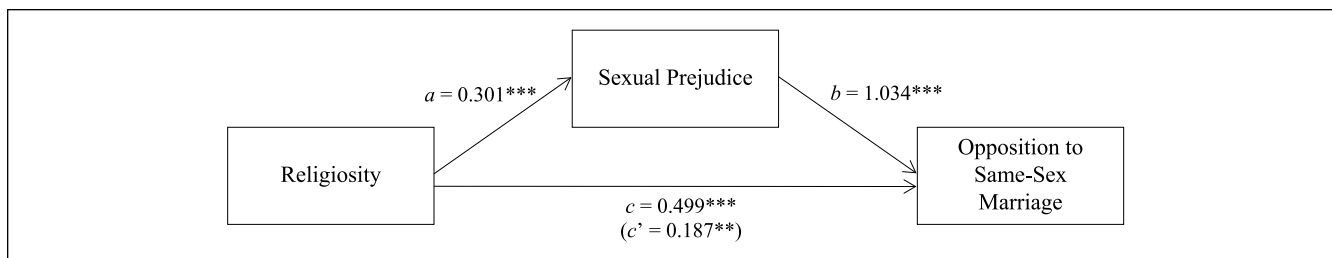 Sexual Prejudice
a = 0.301***
b = 1.034***
Religiosity
Opposition to
Same-Sex
Marriage
c = 0.499***
(c’ = 0.187**)